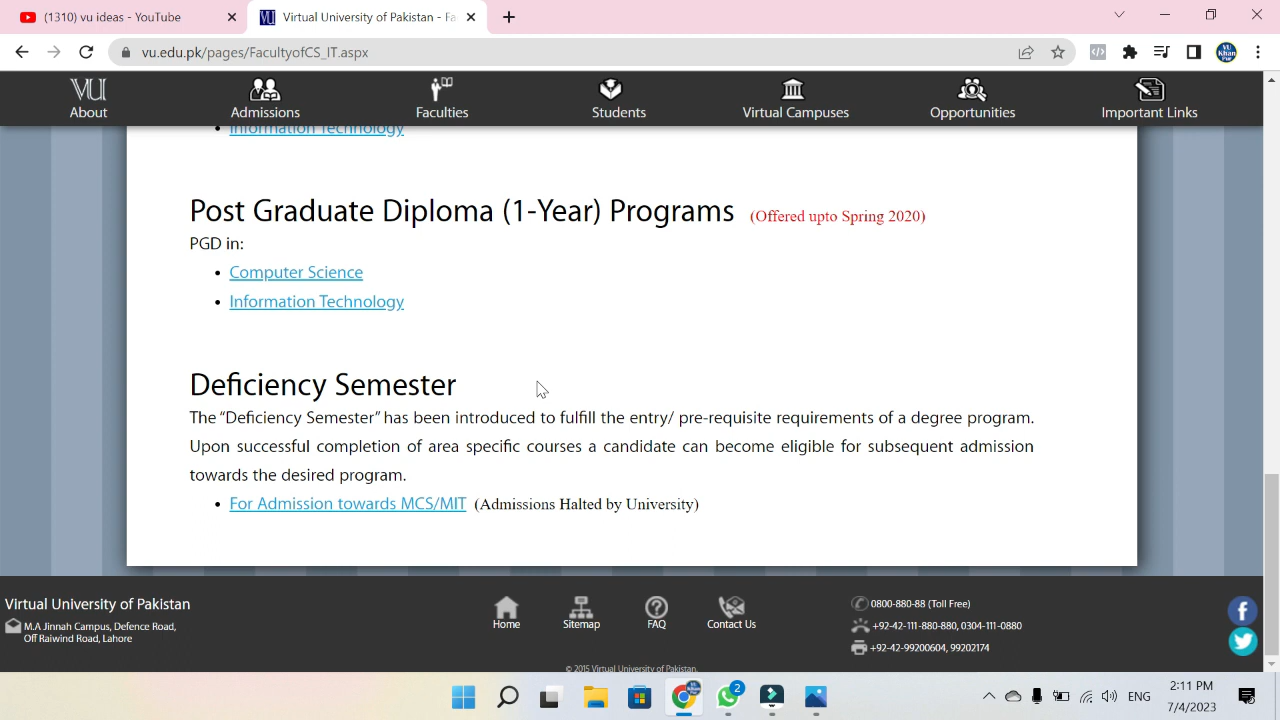 (1310) vu ideas - YouTube
Virtual University of Pakistan - Fa
vu.edu.pk/pages/FacultyofCS_IT.aspx
VU
Khan
Pur
VU
About
Admissions
Faculties
Students
Virtual Campuses
Opportunities
Important Links
Information Technology
Post Graduate Diploma (1-Year) Programs (Offered upto Spring 2020)
PGD in:
• Computer Science
• Information Technology
Deficiency Semester
The “Deficiency Semester” has been introduced to fulfill the entry/ pre-requisite requirements of a degree program.
Upon successful completion of area specific courses a candidate can become eligible for subsequent admission
towards the desired program.
• For Admission towards MCS/MIT (Admissions Halted by University)
Virtual University of Pakistan
M.A Jinnah Campus, Defence Road,
Off Raiwind Road, Lahore
Home
Sitemap
FAQ
Contact Us
0800-880-88 (Toll Free)
+92-42-111-880-880, 0304-111-0880
+92-42-99200604, 99202174
© 2015 Virtual University of Pakistan.
2
ENG
2:11 PM
7/4/2023